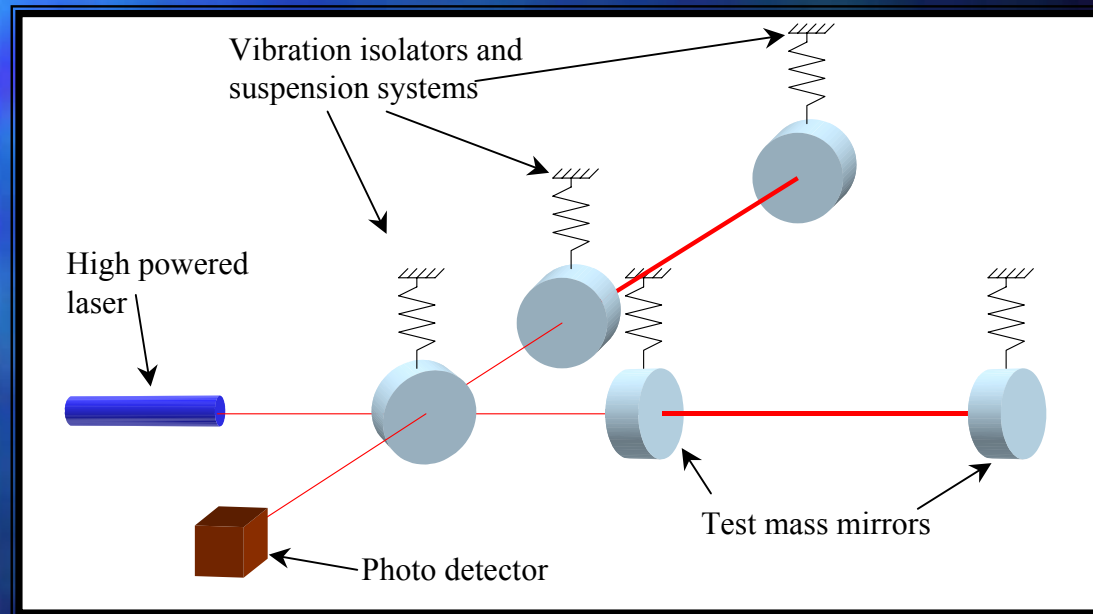 Vibration isolators and
suspension systems
High powered
laser
Test mass mirrors
Photo detector